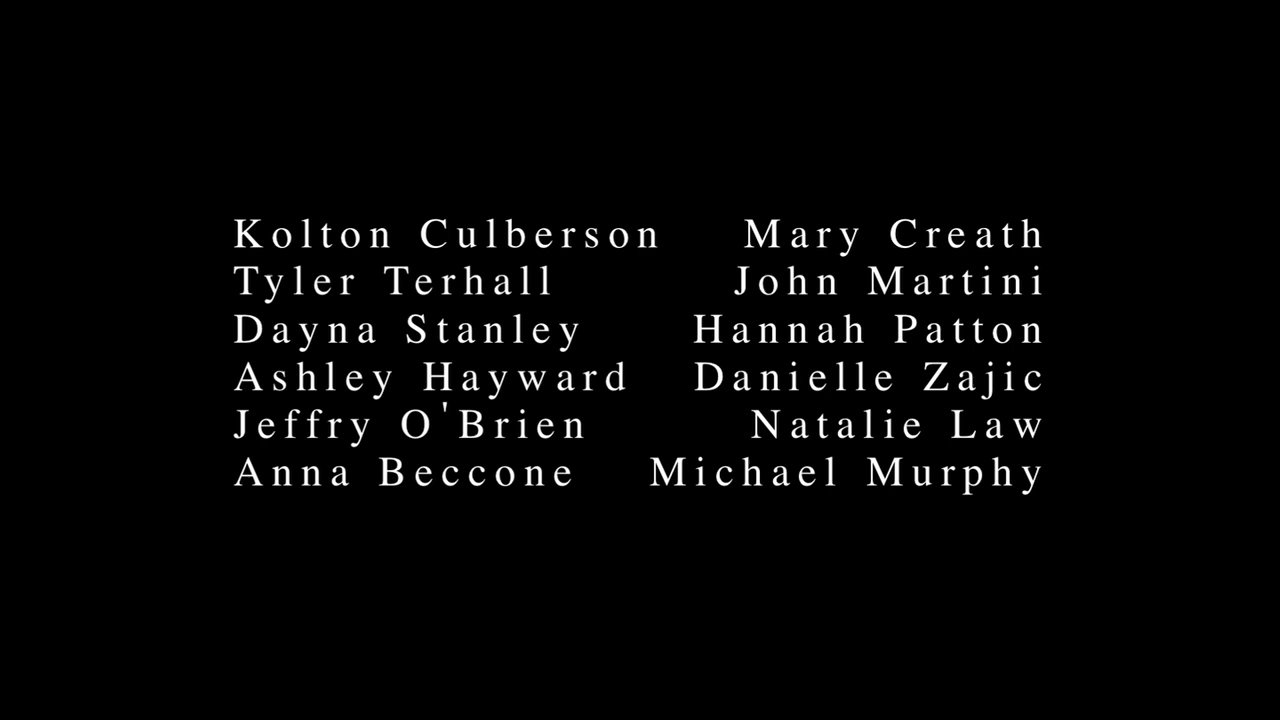 Kolton Culberson Mary Creath
Tyler Terhall John Martini
Dayna Stanley Hannah Patton
Ashley Hayward Danielle Zajic
Jeffry O'Brien Natalie Law
Anna Beccone Michael Murphy